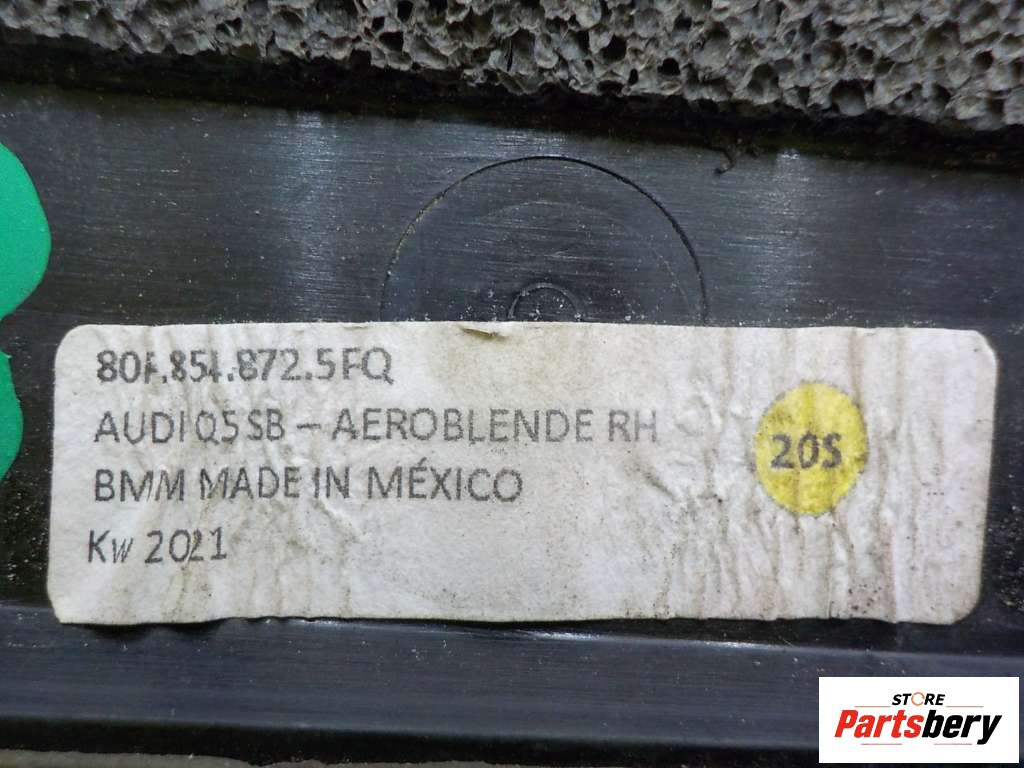 80F.854.872.5FQ
AUDI Q5 SB – AEROBLENDE RH
20S
BMM MADE IN MÉXICO
Kw 2021
STORE
Partsbery